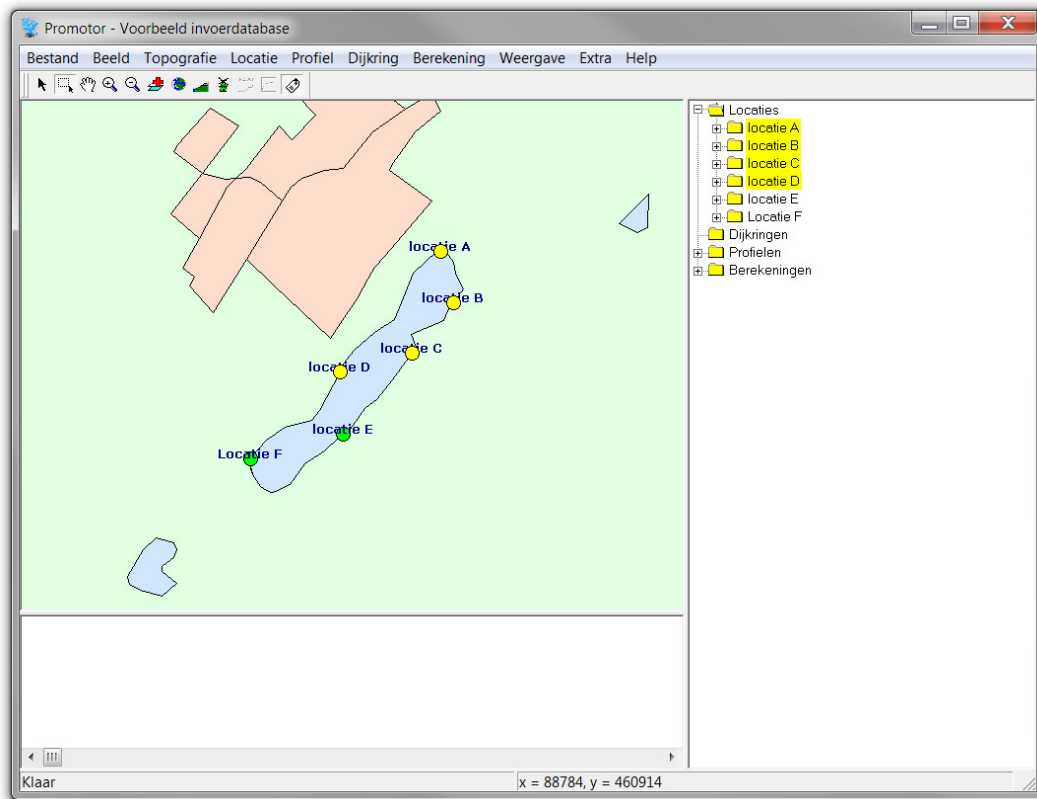 Promotor - Voorbeeld invoerdatabase
Bestand Beeld Topografie Locatie Profiel Dijkring Berekening Weergave Extra Help
Locaties
locatie A
locatie B
locatie C
locatie D
locatie E
Locatie F
Dijkringen
Profielen
Berekeningen
locatie A
locatie B
locatie C
locatie D
locatie E
Locatie F
Klaar
x = 88784, y = 460914